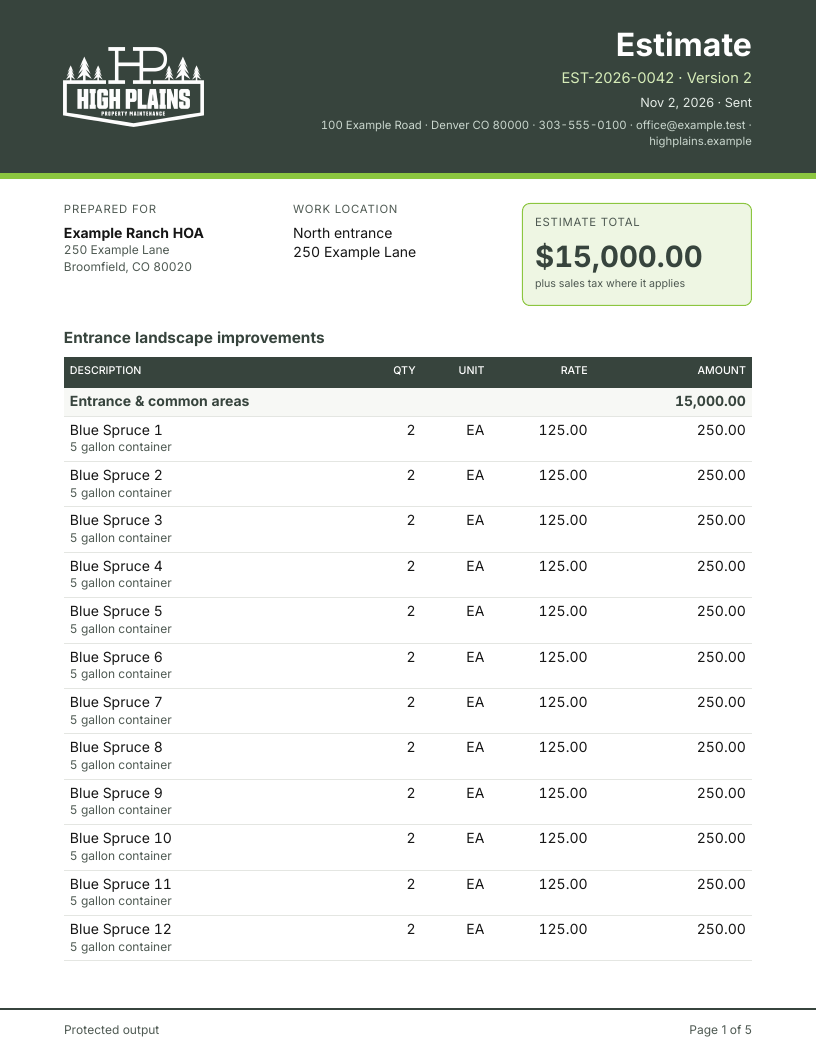 HP
HIGH PLAINS
PROPERTY MAINTENANCE
Estimate
EST-2026-0042 · Version 2
Nov 2, 2026 · Sent
100 Example Road · Denver CO 80000 · 303-555-0100 · office@example.test ·
highplains.example
PREPARED FOR
Example Ranch HOA
250 Example Lane
Broomfield, CO 80020
WORK LOCATION
North entrance
250 Example Lane
ESTIMATE TOTAL
$15,000.00
plus sales tax where it applies
Entrance landscape improvements
DESCRIPTION QTY UNIT RATE AMOUNT
Entrance & common areas 15,000.00
Blue Spruce 1 2 EA 125.00 250.00
5 gallon container
Blue Spruce 2 2 EA 125.00 250.00
5 gallon container
Blue Spruce 3 2 EA 125.00 250.00
5 gallon container
Blue Spruce 4 2 EA 125.00 250.00
5 gallon container
Blue Spruce 5 2 EA 125.00 250.00
5 gallon container
Blue Spruce 6 2 EA 125.00 250.00
5 gallon container
Blue Spruce 7 2 EA 125.00 250.00
5 gallon container
Blue Spruce 8 2 EA 125.00 250.00
5 gallon container
Blue Spruce 9 2 EA 125.00 250.00
5 gallon container
Blue Spruce 10 2 EA 125.00 250.00
5 gallon container
Blue Spruce 11 2 EA 125.00 250.00
5 gallon container
Blue Spruce 12 2 EA 125.00 250.00
5 gallon container
Protected output Page 1 of 5